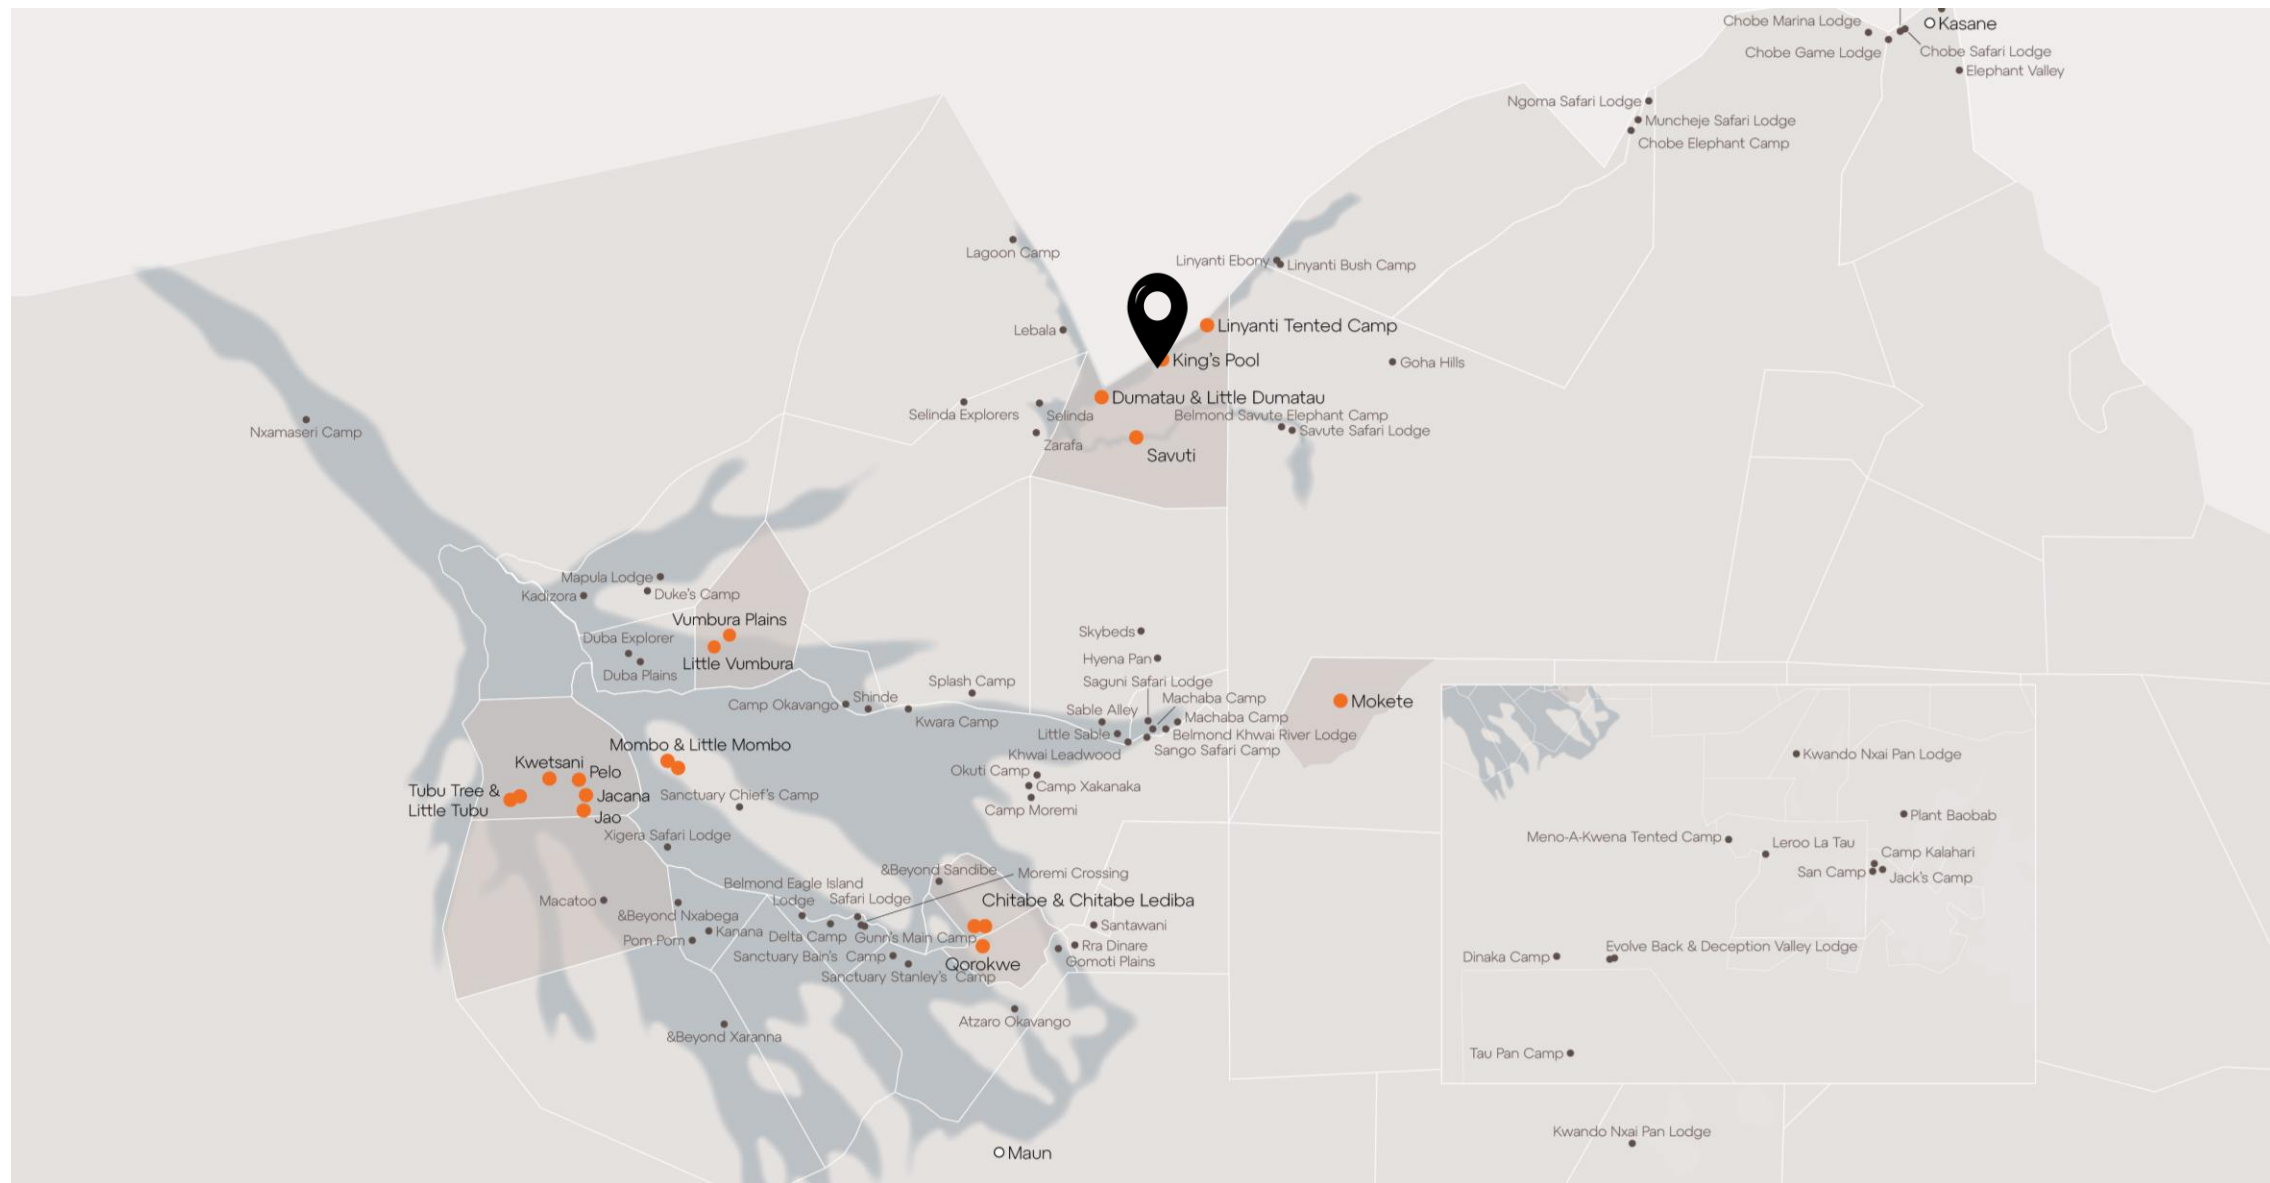 Chobe Marina Lodge
Kasane
Chobe Game Lodge
Chobe Safari Lodge
Elephant Valley
Ngoma Safari Lodge
Muncheje Safari Lodge
Chobe Elephant Camp
Lagoon Camp
Linyanti Ebony
Linyanti Bush Camp
Lebala
Linyanti Tented Camp
King's Pool
Goha Hills
Dumatau & Little Dumatau
Selinda Explorers
Selinda
Belmond Savute Elephant Camp
Savute Safari Lodge
Nxamaseri Camp
Zarafa
Savuti
Mapula Lodge
Kadizora
Duke's Camp
Vumbura Plains
Duba Explorer
Little Vumbura
Duba Plains
Skybeds
Hyena Pan
Splash Camp
Saguni Safari Lodge
Shinde
Machaba Camp
Camp Okavango
Mokete
Sable Alley
Kwara Camp
Machaba Camp
Little Sable
Belmond Khwai River Lodge
Mombo & Little Mombo
Khwai Leadwood
Sango Safari Camp
Kwetsani
Pelo
Okuti Camp
Camp Xakanaka
Tubu Tree &
Little Tubu
Jacana
Sanctuary Chief's Camp
Camp Moremi
Jao
Xigera Safari Lodge
Kwando Nxai Pan Lodge
Plant Baobab
Meno-A-Kwena Tented Camp
Leroo La Tau
Camp Kalahari
San Camp
Jack's Camp
&Beyond Sandibe
Moremi Crossing
Belmond Eagle Island
Lodge
Safari Lodge
Chitabe & Chitabe Lediba
Macatoo
&Beyond Nxabega
Santawani
Kanana
Pom Pom
Delta Camp
Gunn's Main Camp
Rra Dinare
Sanctuary Bain's Camp
Qorokwe
Gomoti Plains
Sanctuary Stanley's Camp
Evolve Back & Deception Valley Lodge
Dinaka Camp
Atzaro Okavango
&Beyond Xaranna
Tau Pan Camp
Kwando Nxai Pan Lodge
Maun